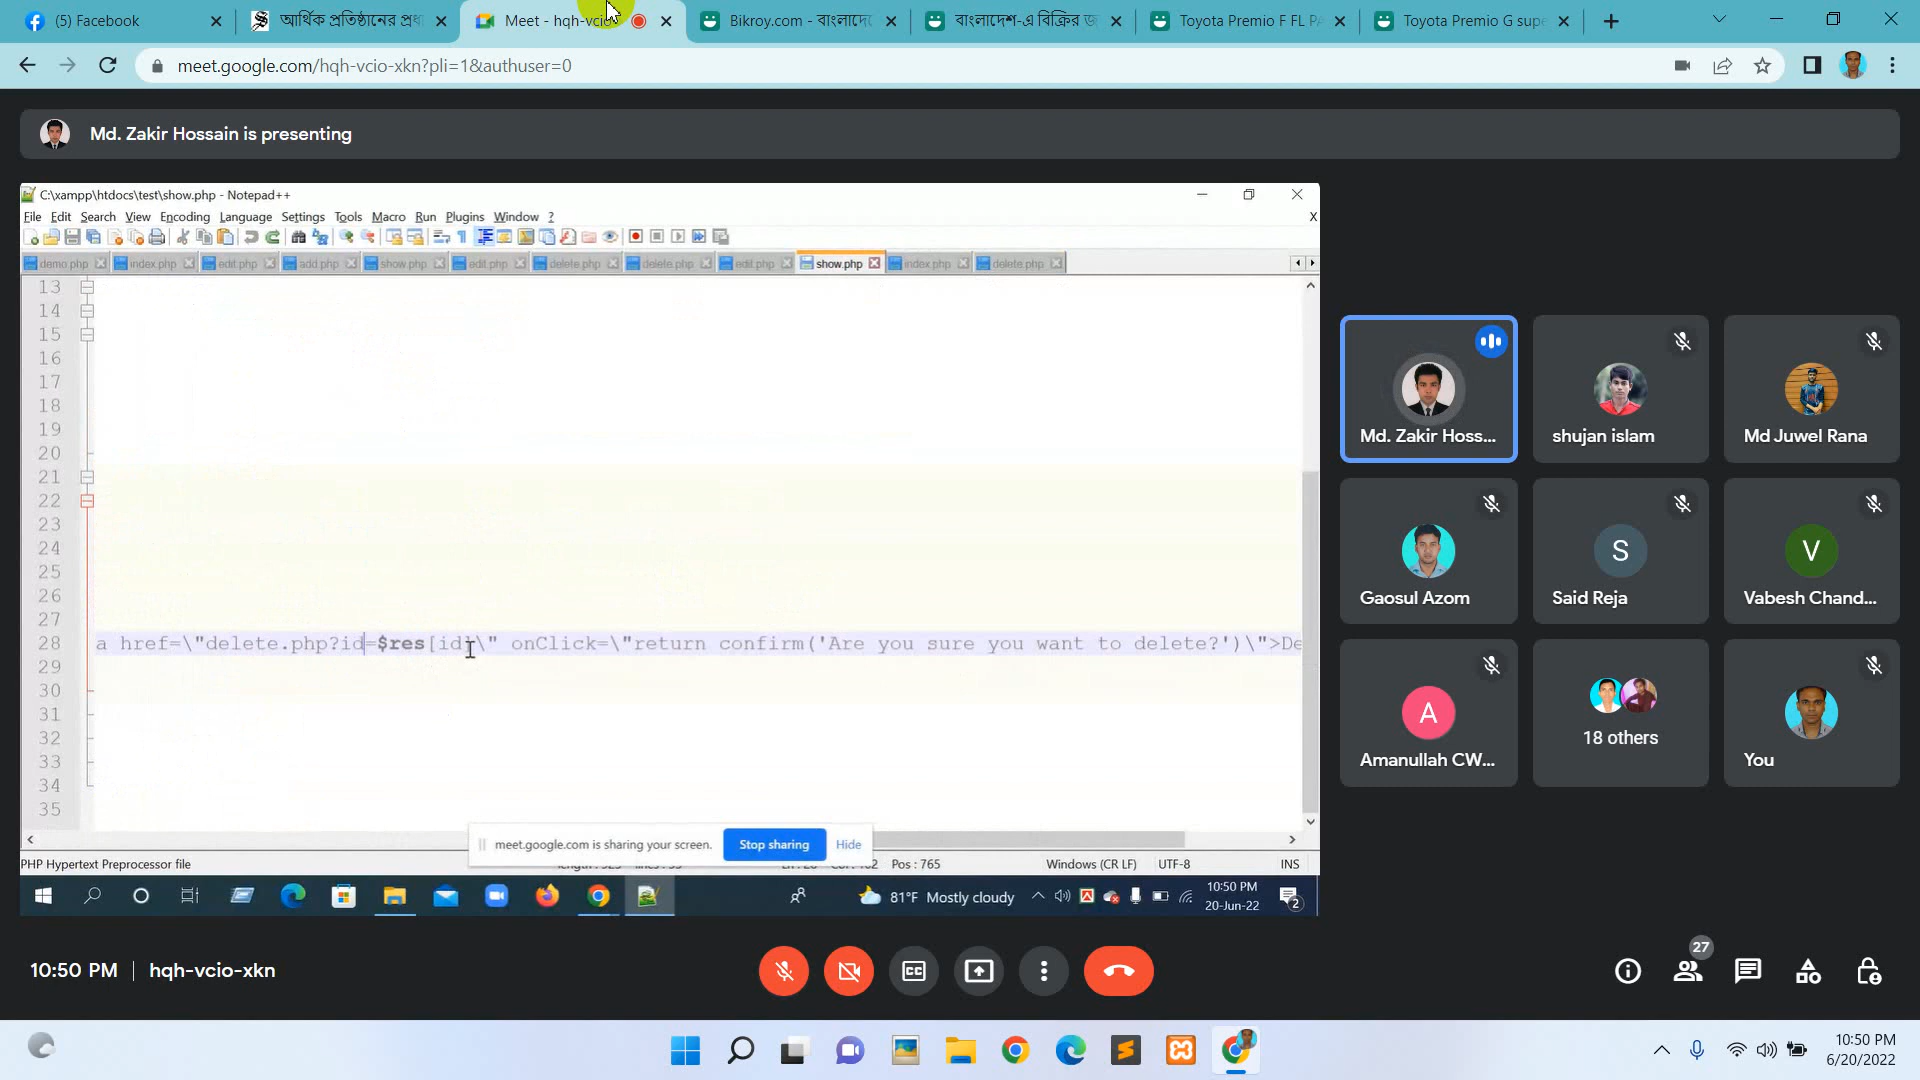 (5) Facebook
আর্থিক প্রতিষ্ঠানের প্রধ
Meet - hqh-vcio
Bikroy.com - বাংলাদে
বাংলাদেশ-এ বিক্রির জ
Toyota Premio F FL PA
Toyota Premio G supe
meet.google.com/hqh-vcio-xkn?pli=1&authuser=0
Md. Zakir Hossain is presenting
C:\xampp\htdocs\test\show.php - Notepad++
File Edit Search View Encoding Language Settings Tools Macro Run Plugins Window ? X
demo.php index.php edit.php add.php show.php edit.php delete.php delete.php edit.php show.php index.php delete.php
13
14
15
16
17
18
19
20
21
22
23
24
25
26
27
28 a href=\"delete.php?id=$res[id]\" onClick=\"return confirm('Are you sure you want to delete?')\">De
29
30
31
32
33
34
35
meet.google.com is sharing your screen. Stop sharing Hide
PHP Hypertext Preprocessor file
Pos : 765 Windows (CR LF) UTF-8 INS
81°F Mostly cloudy
10:50 PM
20-Jun-22
2
Md. Zakir Hoss...
shujan islam
Md Juwel Rana
Gaosul Azom
S
Said Reja
V
Vabesh Chand...
A
Amanullah CW...
18 others
You
10:50 PM | hqh-vcio-xkn
CC
27
10:50 PM
6/20/2022